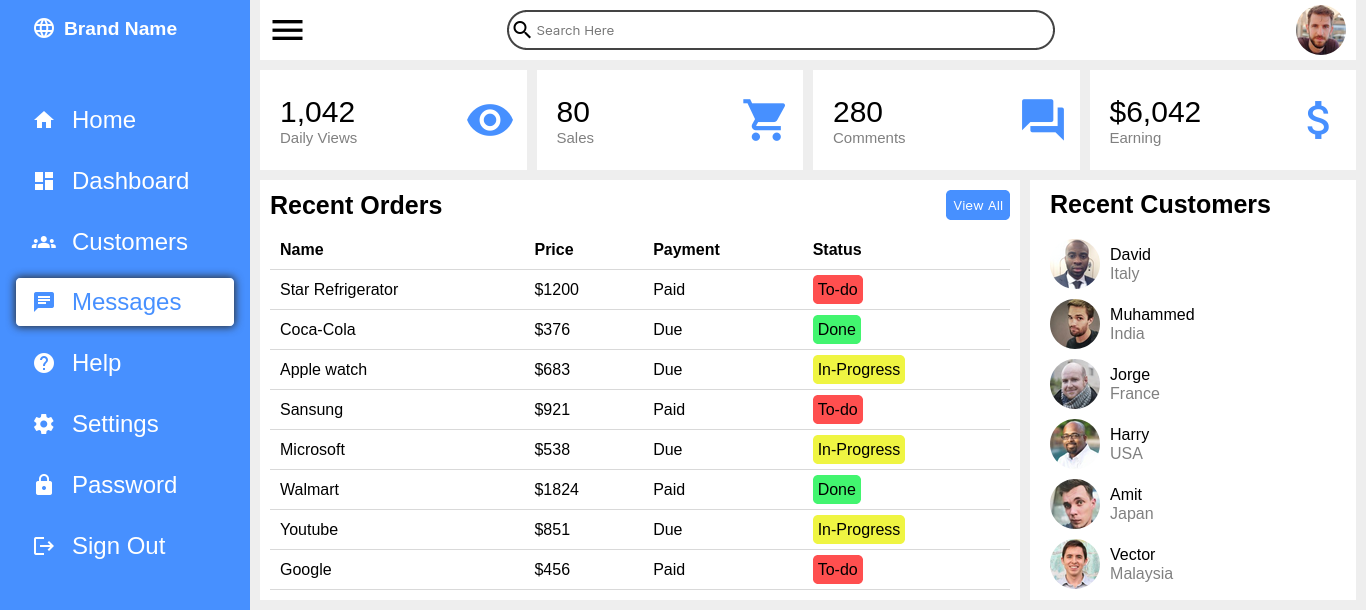 Brand Name
Home
Dashboard
Customers
Messages
Help
Settings
Password
Sign Out
Search Here
1,042
Daily Views
80
Sales
280
Comments
$6,042
Earning
Recent Orders
View All
Name Price Payment Status
Star Refrigerator $1200 Paid To-do
Coca-Cola $376 Due Done
Apple watch $683 Due In-Progress
Sansung $921 Paid To-do
Microsoft $538 Due In-Progress
Walmart $1824 Paid Done
Youtube $851 Due In-Progress
Google $456 Paid To-do
Recent Customers
David
Italy
Muhammed
India
Jorge
France
Harry
USA
Amit
Japan
Vector
Malaysia